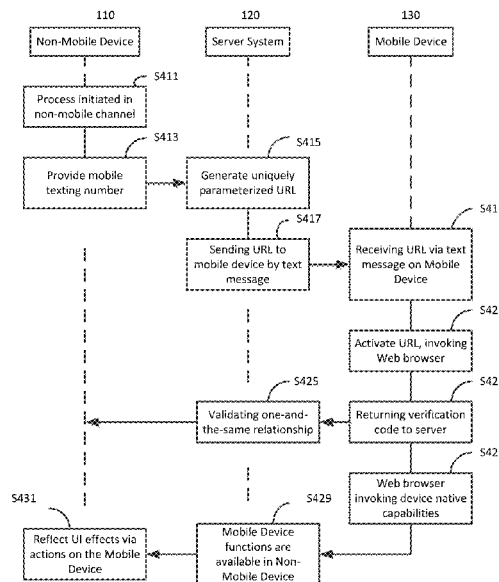 110
120
130
Non-Mobile Device
Server System
Mobile Device
S411
Process initiated in
non-mobile channel
S413
Provide mobile
texting number
S415
Generate uniquely
parameterized URL
S417
Sending URL to
mobile device by text
message
S41
Receiving URL via text
message on Mobile
Device
S42
Activate URL, invoking
Web browser
S42
Returning verification
code to server
S425
Validating one-and-
the-same relationship
S42
Web browser
invoking device native
capabilities
S429
Mobile Device
functions are
available in Non-
Mobile Device
S431
Reflect UI effects via
actions on the Mobile
Device